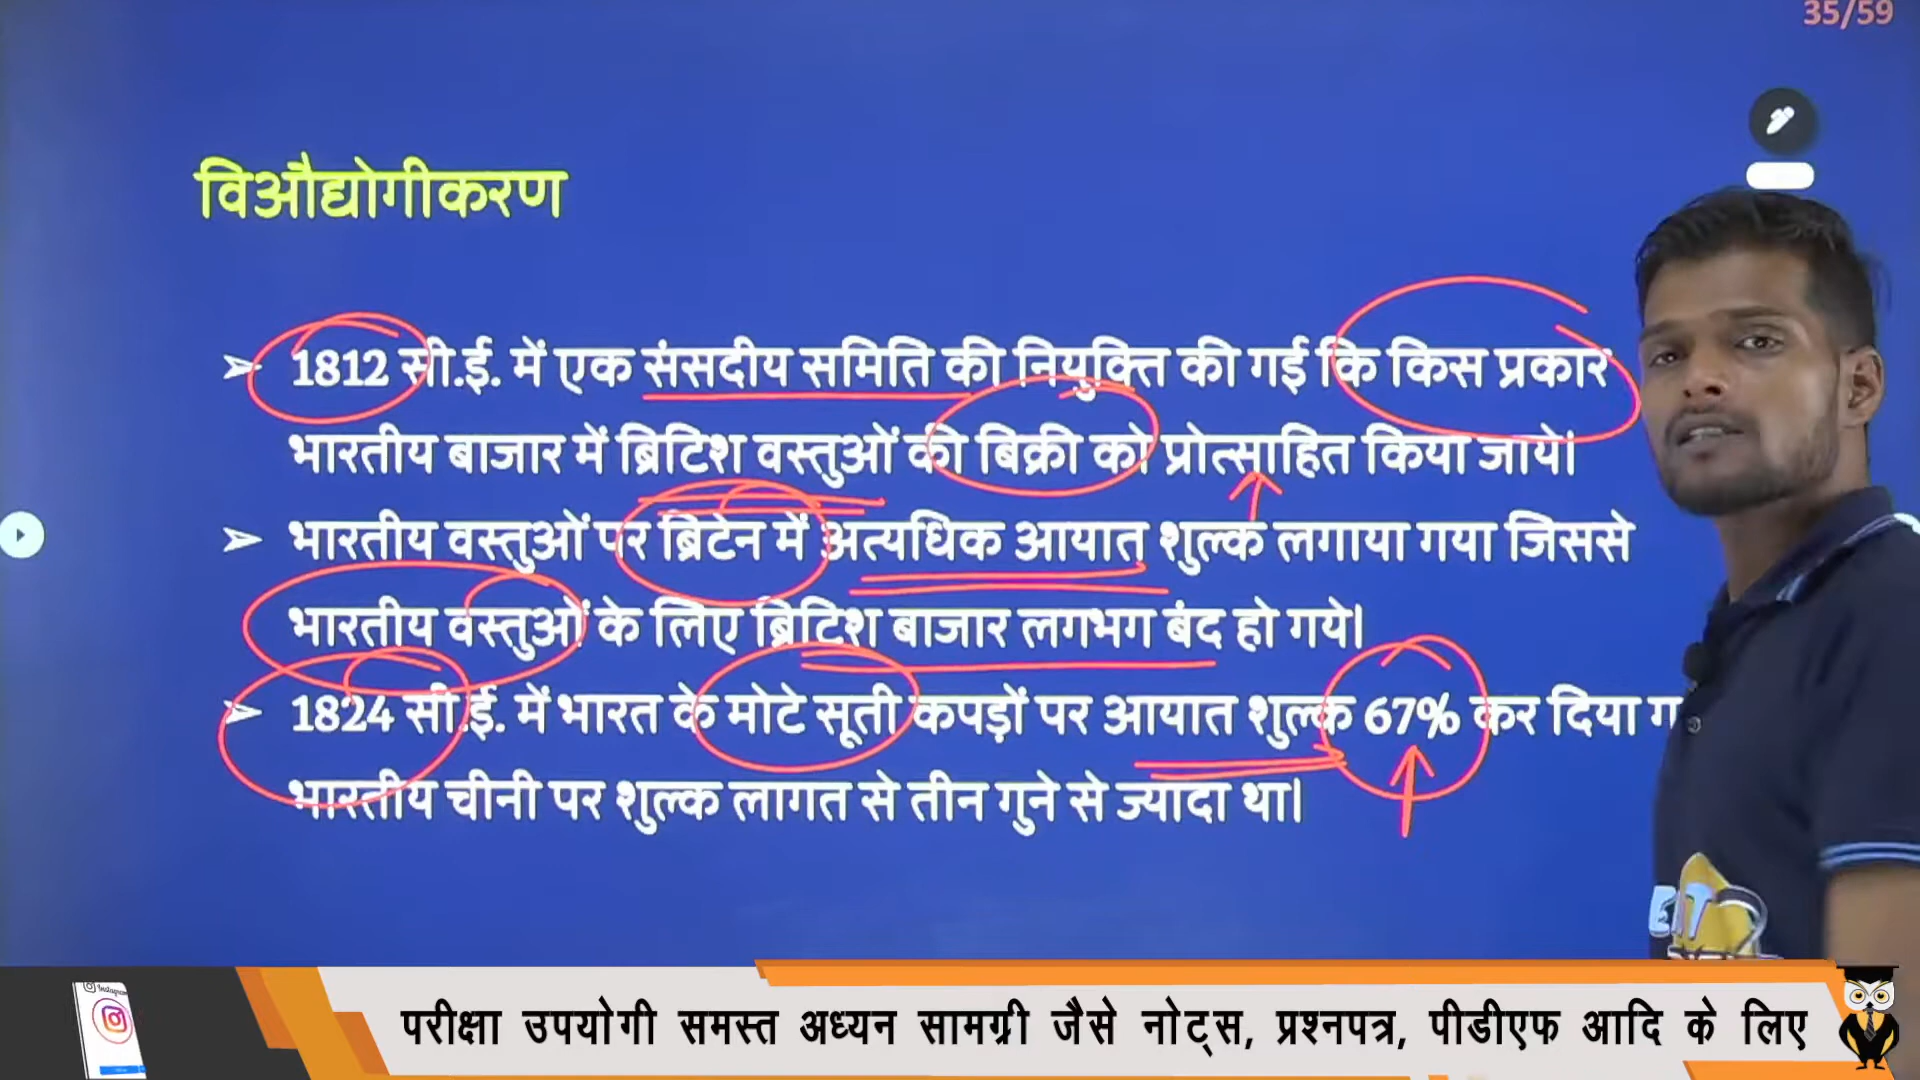 35/59
विऔद्योगीकरण
➢ 1812 सी.ई. में एक संसदीय समिति की नियुक्ति की गई कि किस प्रकार
भारतीय बाजार में ब्रिटिश वस्तुओं की बिक्री को प्रोत्साहित किया जाये।
➢ भारतीय वस्तुओं पर ब्रिटेन में अत्यधिक आयात शुल्क लगाया गया जिससे
भारतीय वस्तुओं के लिए ब्रिटिश बाजार लगभग बंद हो गये।
➢ 1824 सी.ई. में भारत के मोटे सूती कपड़ों पर आयात शुल्क 67% कर दिया ग
भारतीय चीनी पर शुल्क लागत से तीन गुने से ज्यादा था।
Instagram
परीक्षा उपयोगी समस्त अध्यन सामग्री जैसे नोट्स, प्रश्नपत्र, पीडीएफ आदि के लिए